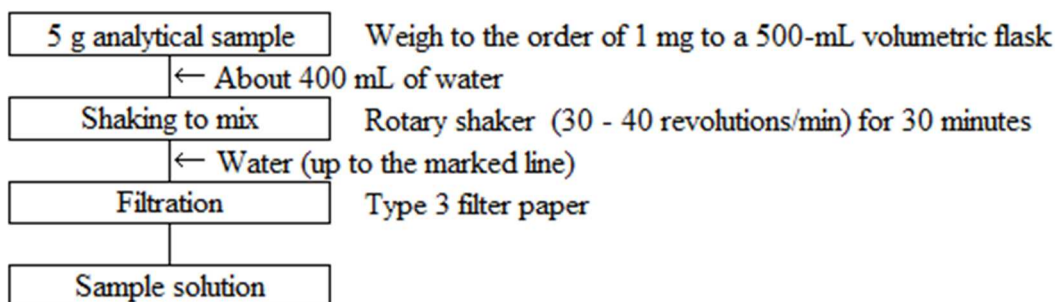 5 g analytical sample Weigh to the order of 1 mg to a 500-mL volumetric flask
← About 400 mL of water
Shaking to mix Rotary shaker (30 - 40 revolutions/min) for 30 minutes
← Water (up to the marked line)
Filtration Type 3 filter paper
Sample solution